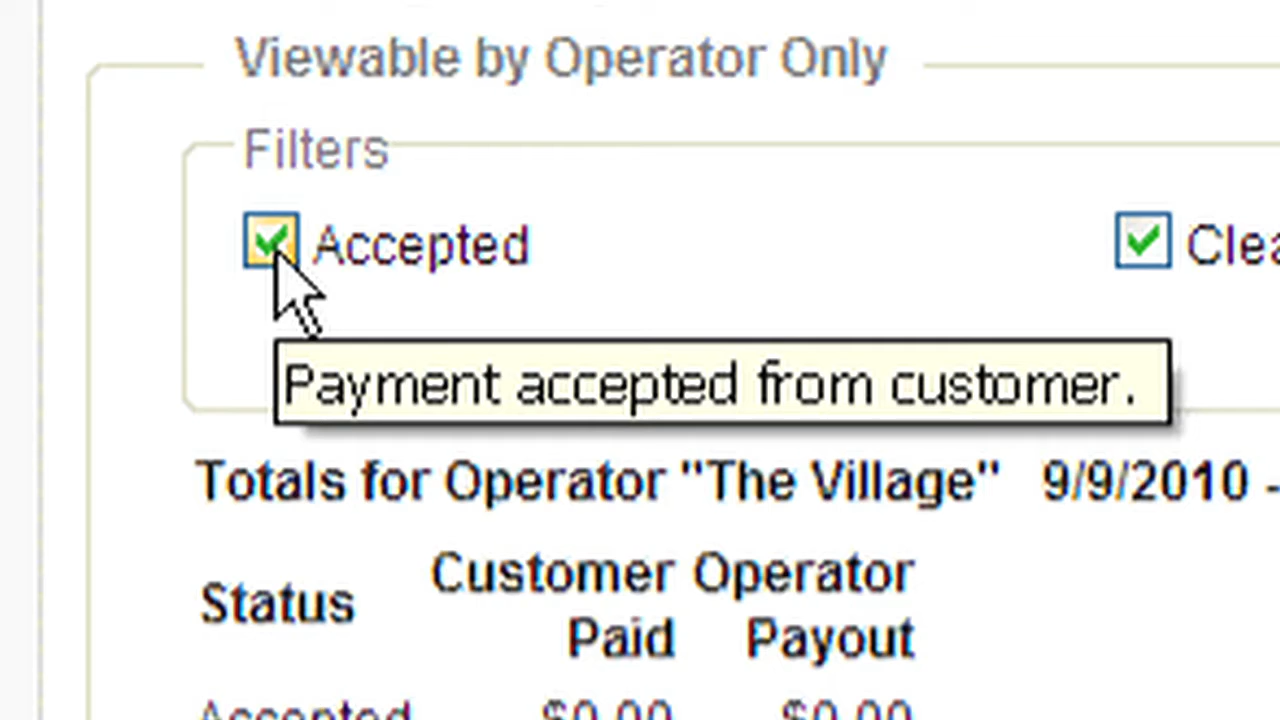 Viewable by Operator Only
Filters
Accepted
Payment accepted from customer.
Totals for Operator "The Village" 9/9/2010 -
Customer Operator
Status
Paid Payout
Accepted $0.00 $0.00